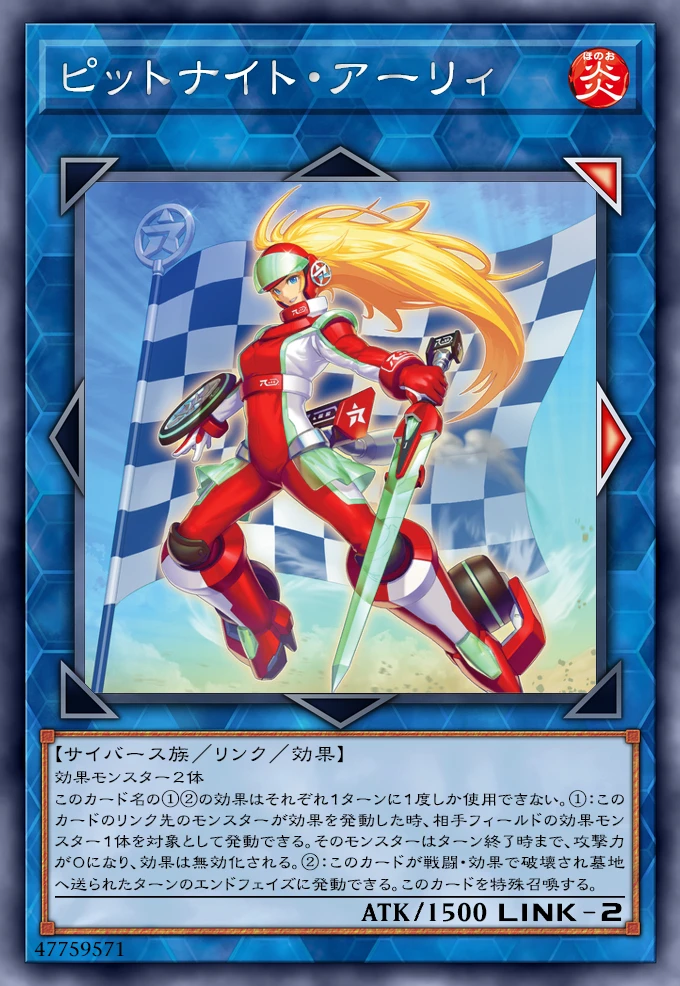 ピットナイト・アーリィ
ほのお
炎
【サイバース族／リンク／効果】
効果モンスター２体
このカード名の①②の効果はそれぞれ１ターンに１度しか使用できない。①：この
カードのリンク先のモンスターが効果を発動した時、相手フィールドの効果モン
スター１体を対象として発動できる。そのモンスターはターン終了時まで、攻撃力
が０になり、効果は無効化される。②：このカードが戦闘・効果で破壊され墓地
へ送られたターンのエンドフェイズに発動できる。このカードを特殊召喚する。
ATK/1500 LINK-2
47759571